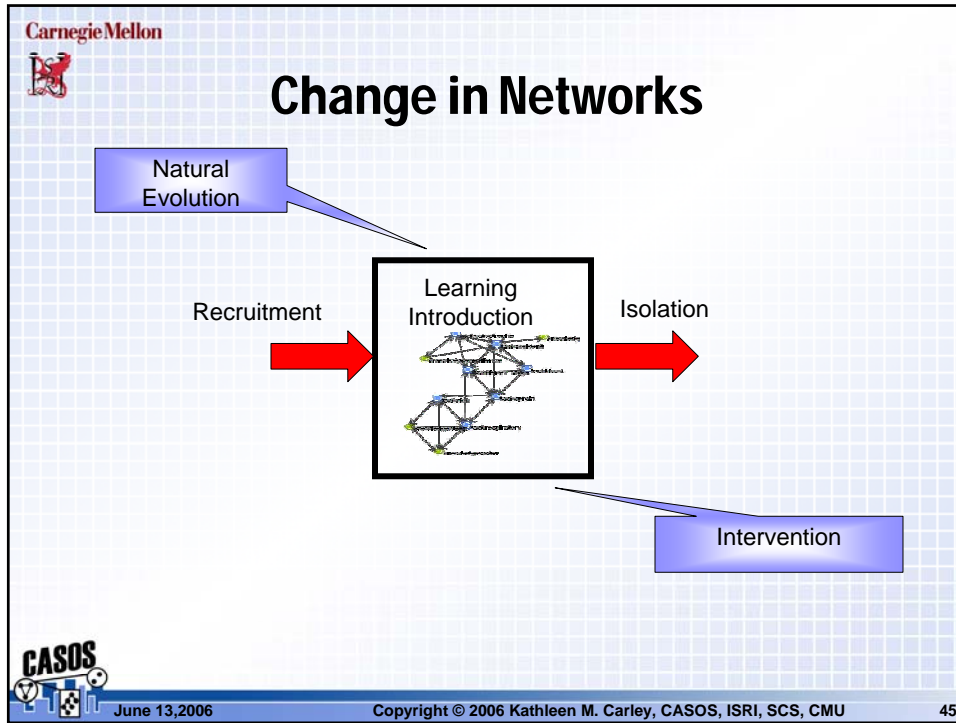 Carnegie Mellon
Change in Networks
Natural
Evolution
Recruitment
Learning
Introduction
Isolation
Intervention
CASOS
June 13,2006
Copyright © 2006 Kathleen M. Carley, CASOS, ISRI, SCS, CMU
45